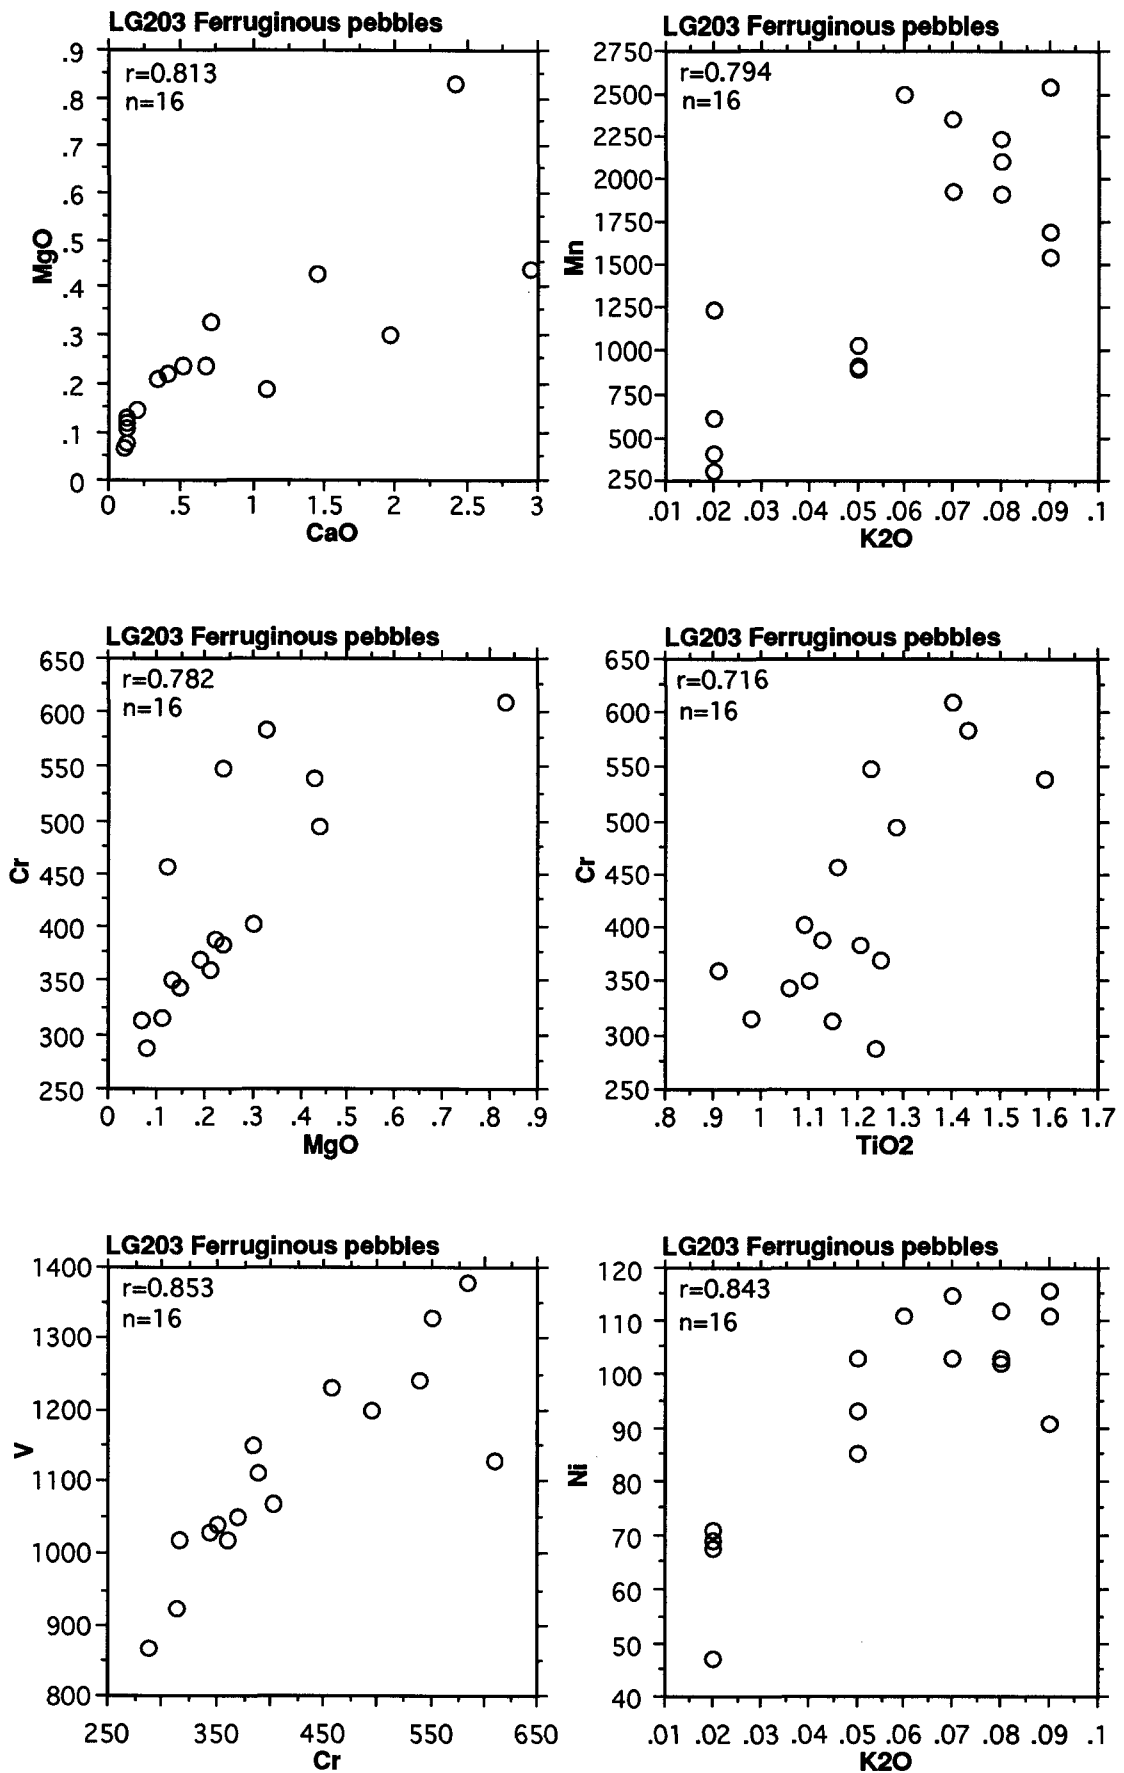 LG203 Ferruginous pebbles
r=0.813
n=16
.9
.8
.7
.6
.5
.4
.3
.2
.1
0
MgO
0 .5 1 1.5 2 2.5 3
CaO
LG203 Ferruginous pebbles
r=0.794
n=16
2750
2500
2250
2000
1750
1500
1250
1000
750
500
250
Mn
.01 .02 .03 .04 .05 .06 .07 .08 .09 .1
K2O
LG203 Ferruginous pebbles
r=0.782
n=16
650
600
550
500
450
400
350
300
250
Cr
0 .1 .2 .3 .4 .5 .6 .7 .8 .9
MgO
LG203 Ferruginous pebbles
r=0.716
n=16
650
600
550
500
450
400
350
300
250
Cr
.8 .9 1 1.1 1.2 1.3 1.4 1.5 1.6 1.7
TiO2
LG203 Ferruginous pebbles
r=0.853
n=16
1400
1300
1200
1100
1000
900
800
V
250 350 450 550 650
Cr
LG203 Ferruginous pebbles
r=0.843
n=16
120
110
100
90
80
70
60
50
40
Ni
.01 .02 .03 .04 .05 .06 .07 .08 .09 .1
K2O